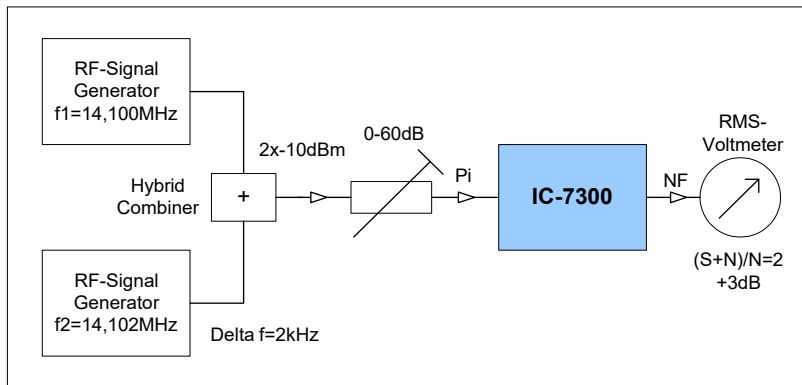 RF-Signal
Generator
f1=14,100MHz
Hybrid
Combiner
+
2x-10dBm
0-60dB
Pi
IC-7300
NF
RMS-
Voltmeter
(S+N)/N=2
+3dB
RF-Signal
Generator
f2=14,102MHz
Delta f=2kHz